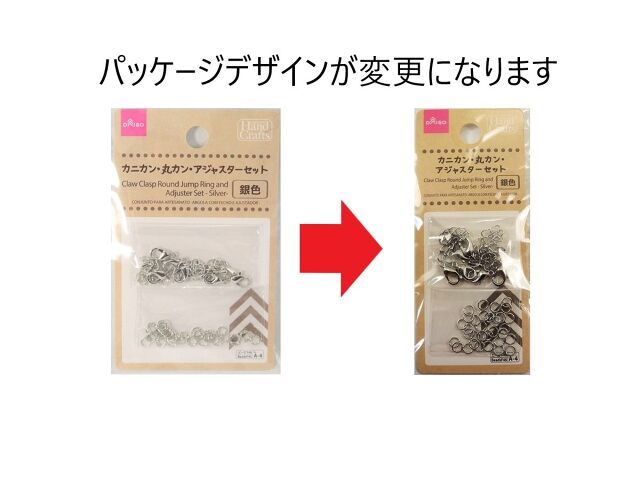 パッケージデザインが変更になります
DAISO
Hand
Crafts
カニカン・丸カン・アジャスターセット
Claw Clasp Round Jump Ring and
Adjuster Set - Silver-
銀色
CONJUNTO PARA ARTESANATO
A-4
DAISO
カニカン・丸カン・
アジャスターセット
Claw Clasp Round Jump Ring and
Adjuster Set -Silver-
銀色
A-4